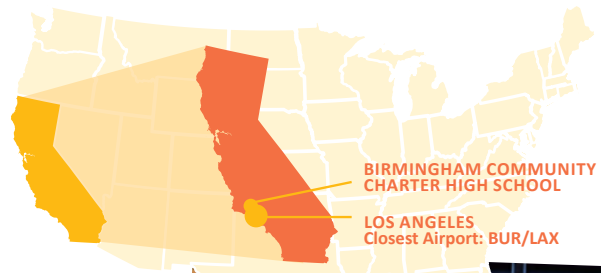 BIRMINGHAM COMMUNITY
CHARTER HIGH SCHOOL
LOS ANGELES
Closest Airport: BUR/LAX